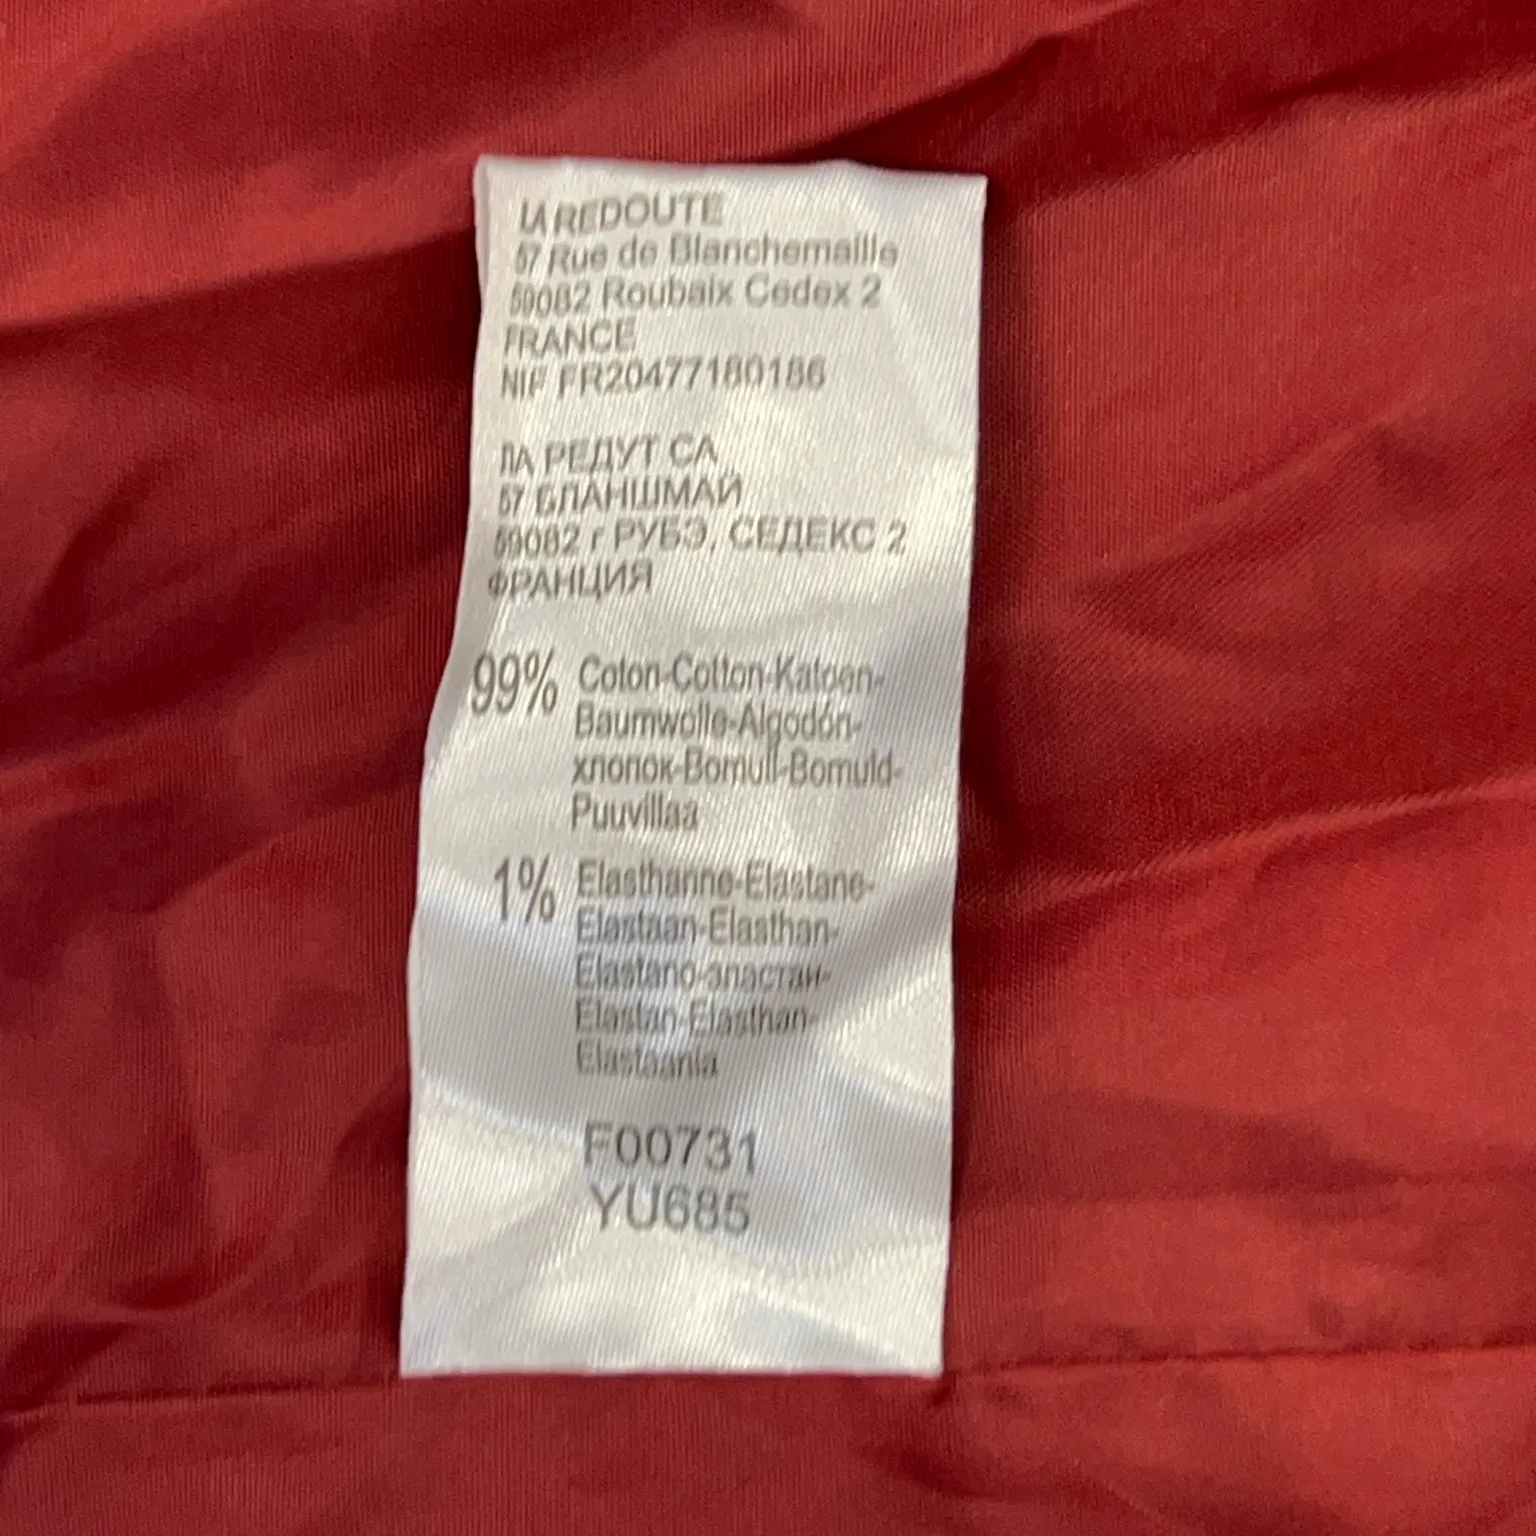 LA REDOUTE
57 Rue de Blanchemaille
59082 Roubaix Cedex 2
FRANCE
NIF FR20477180186
ЛА РЕДУТ СА
57 БЛАНШМАЙ
59082 г РУБЭ, СЕДЕКС 2
ФРАНЦИЯ
99% Coton-Cotton-Katoen-
Baumwolle-Algodón-
хлопок-Bomull-Bomuld-
Puuvillaa
1% Elasthanne-Elastane-
Elastaan-Elasthan-
Elastano-эластан-
Elastan-Elasthan-
Elastaania
F00731
YU685